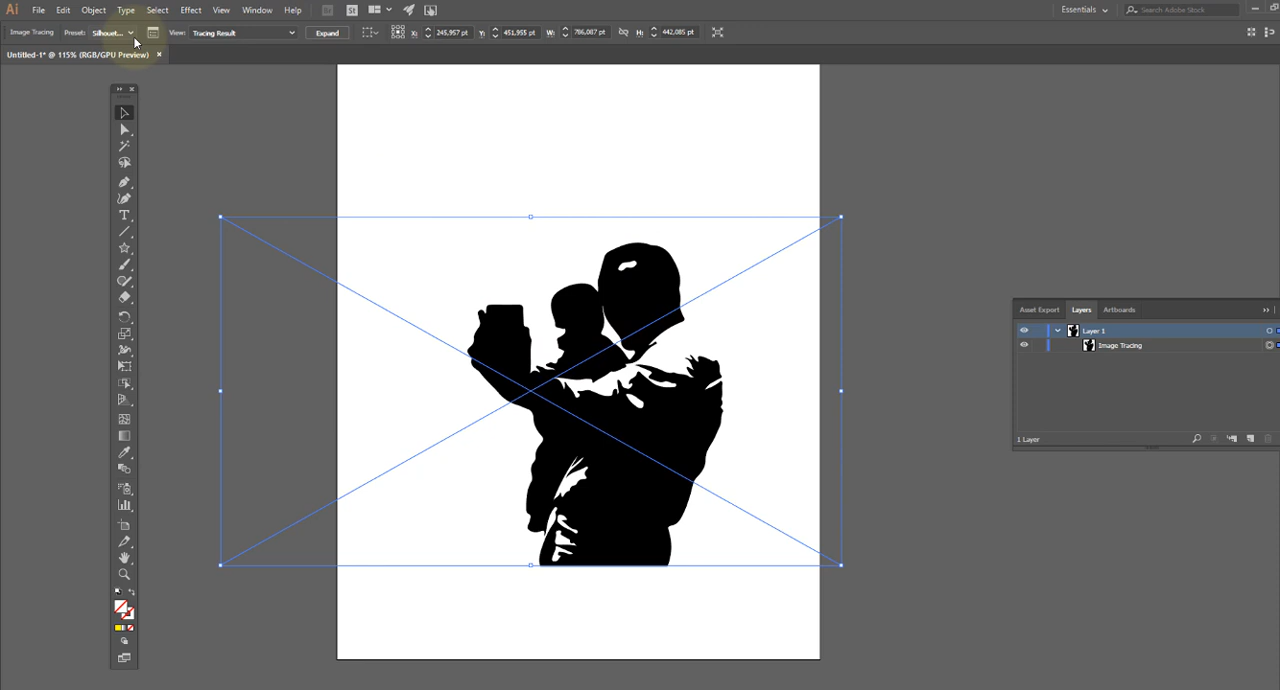 Ai File Edit Object Type Select Effect View Window Help Br St Essentials Search Adobe Stock
Image Tracing Preset: Silhouet... View: Tracing Result Expand X: 245,957 pt Y: 451,955 pt W: 786,087 pt H: 442,085 pt
Untitled-1* @ 115% (RGB/GPU Preview) ×
Asset Export Layers Artboards
Layer 1
Image Tracing
1 Layer